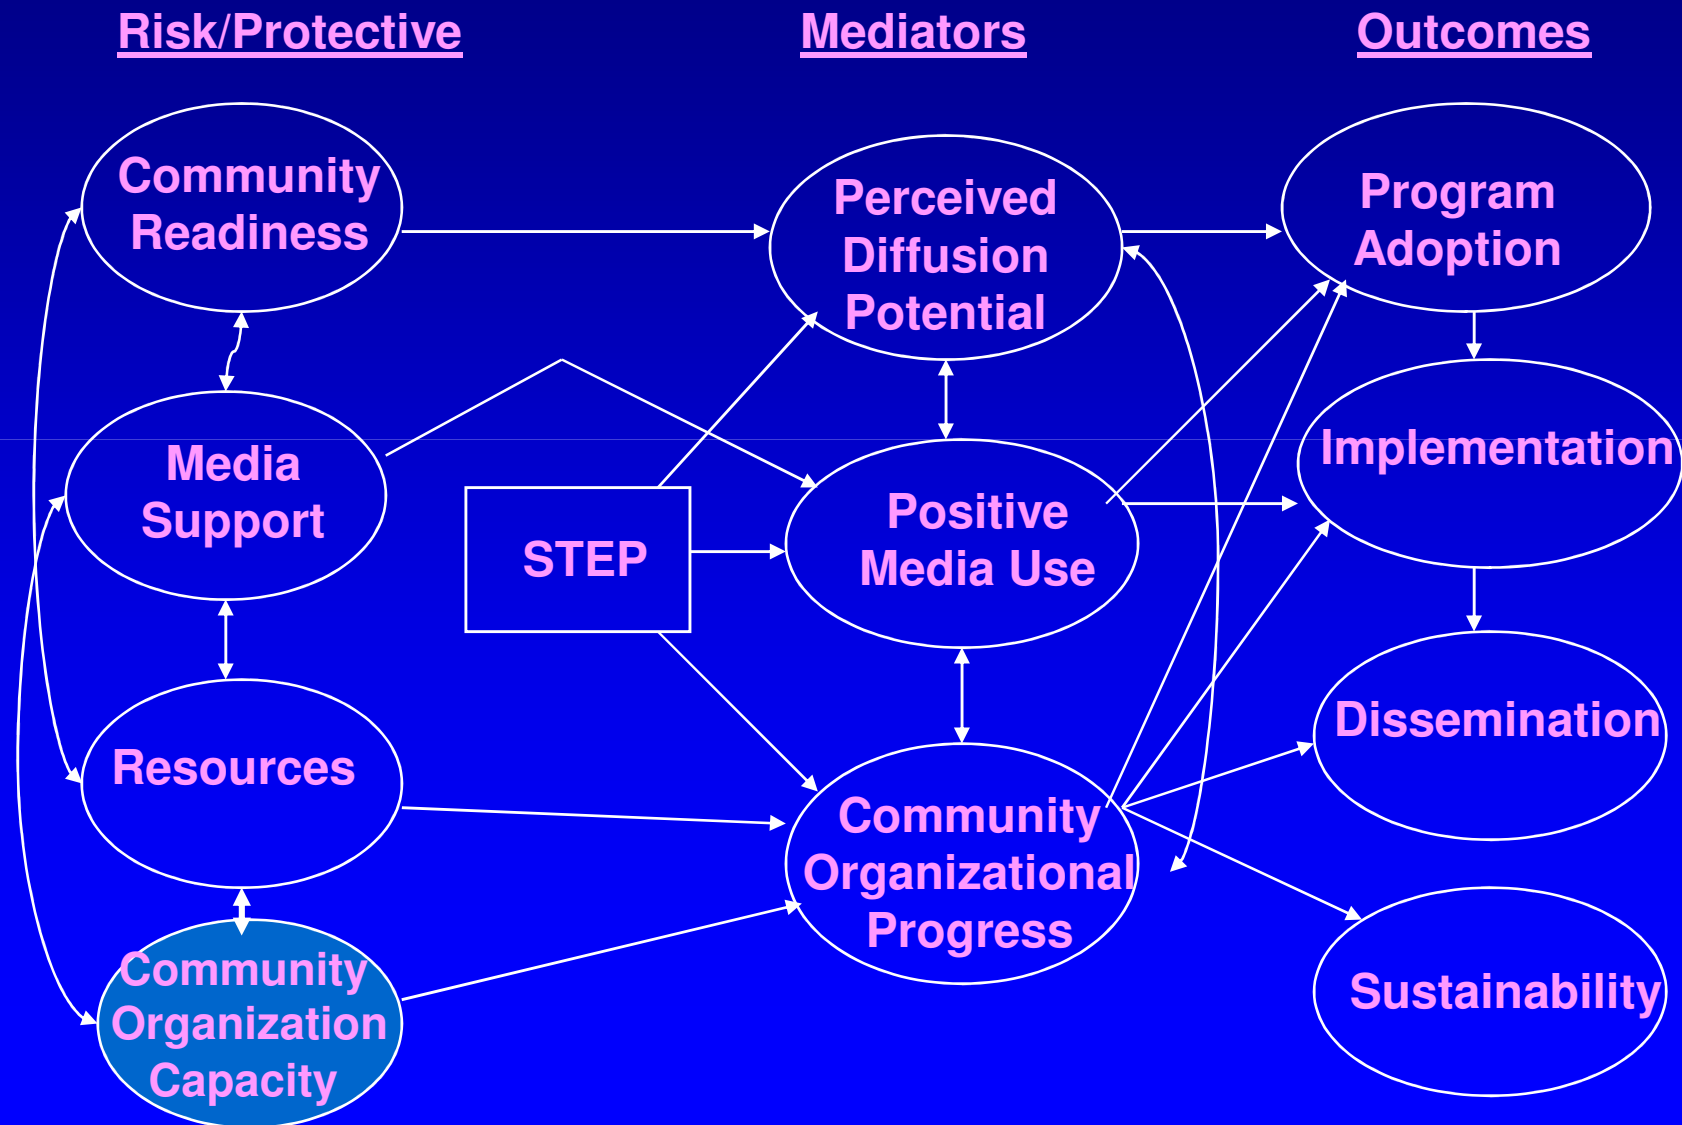 Risk/Protective
Mediators
Outcomes
Community
Readiness
Media
Support
Resources
Community
Organization
Capacity
STEP
Perceived
Diffusion
Potential
Positive
Media Use
Community
Organizational
Progress
Program
Adoption
Implementation
Dissemination
Sustainability